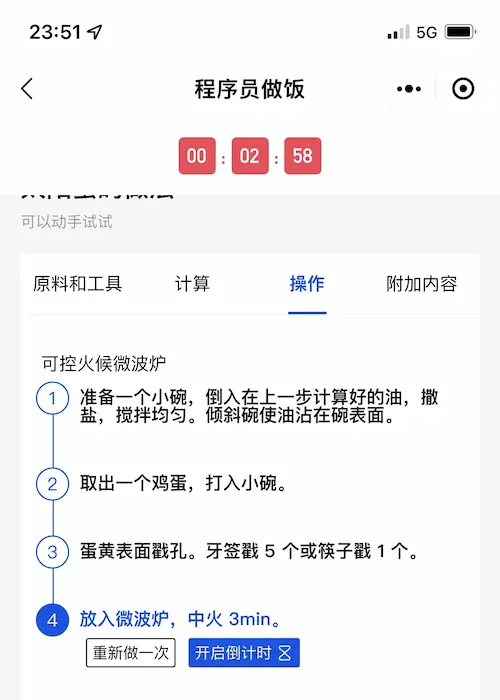 23:51
5G
程序员做饭
00 : 02 : 58
可以动手试试
原料和工具 计算 操作 附加内容
可控火候微波炉
1 准备一个小碗，倒入在上一步计算好的油，撒
盐，搅拌均匀。倾斜碗使油沾在碗表面。
2 取出一个鸡蛋，打入小碗。
3 蛋黄表面戳孔。牙签戳 5 个或筷子戳 1 个。
4 放入微波炉，中火 3min。
重新做一次 开启倒计时